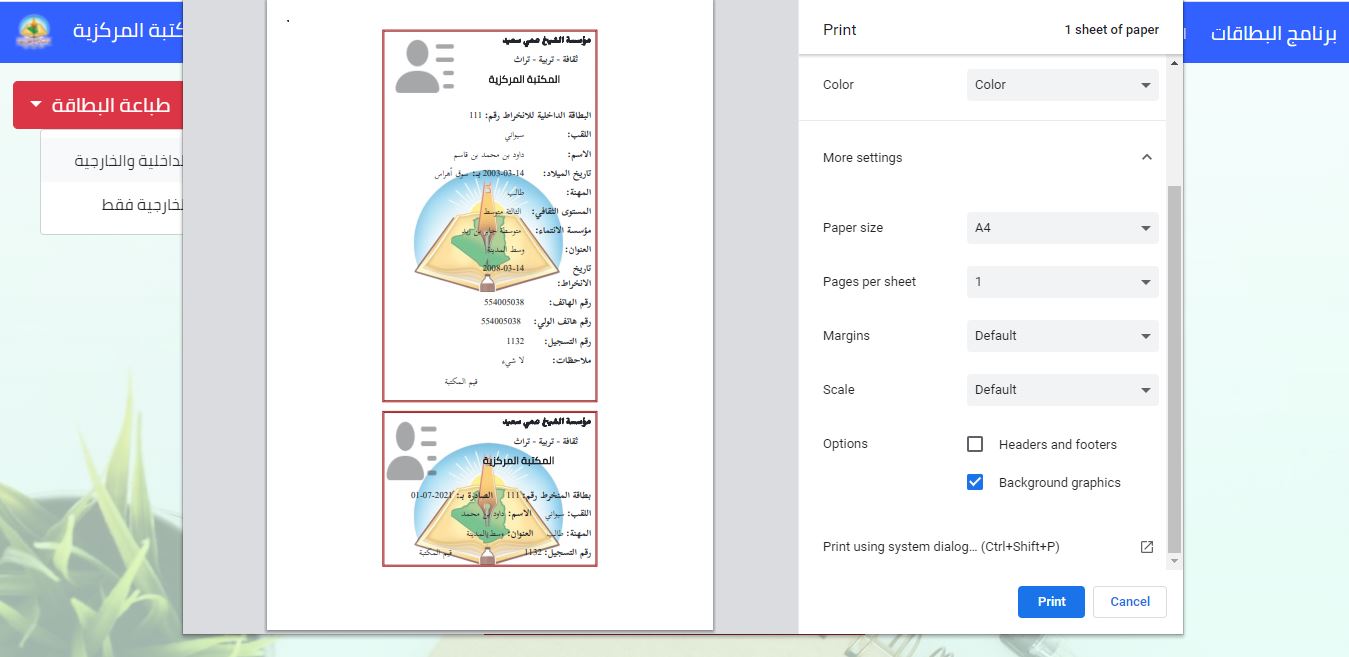 برنامج البطاقات
كتبة المركزية
طباعة البطاقة
لداخلية والخارجية
لخارجية فقط
مؤسسة الشيخ عمي سعيد
ثقافة - تربية - تراث
المكتبة المركزية
البطاقة الداخلية للانخراط رقم: 111
اللقب: سيواني
الاسم: داود بن محمد بن قاسم
تاريخ الميلاد: 14-03-2003 بـ: سوق أهراس
المهنة: طالب
المستوى الثقافي: الثالثة متوسط
مؤسسة الانتماء: متوسطة جابر بن زيد
العنوان: وسط المدينة
تاريخ 14-03-2008
الانخراط:
رقم الهاتف: 554005038
رقم هاتف الولي: 554005038
رقم التسجيل: 1132
ملاحظات: لا شيء
قيم المكتبة
مؤسسة الشيخ عمي سعيد
ثقافة - تربية - تراث
المكتبة المركزية
بطاقة المنخرط رقم: 111 الصادرة بـ: 2021-07-01
اللقب: سيواني الاسم: داود بن محمد
المهنة: طالب العنوان: وسط المدينة
رقم التسجيل: 1132 قيم المكتبة
Print
1 sheet of paper
Color Color
More settings
Paper size A4
Pages per sheet 1
Margins Default
Scale Default
Options Headers and footers
Background graphics
Print using system dialog... (Ctrl+Shift+P)
Print Cancel